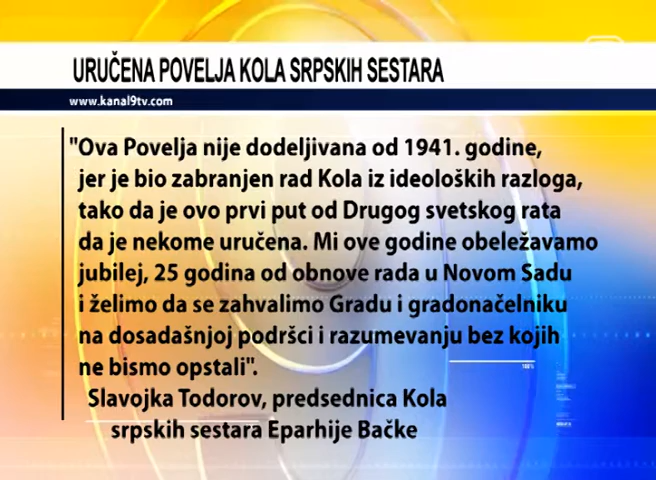 URUČENA POVELJA KOLA SRPSKIH SESTARA
www.kanal9tv.com
"Ova Povelja nije dodeljivana od 1941. godine,
jer je bio zabranjen rad Kola iz ideoloških razloga,
tako da je ovo prvi put od Drugog svetskog rata
da je nekome uručena. Mi ove godine obeležavamo
jubilej, 25 godina od obnove rada u Novom Sadu
i želimo da se zahvalimo Gradu i gradonačelniku
na dosadašnjoj podršci i razumevanju bez kojih
ne bismo opstali".
Slavojka Todorov, predsednica Kola
srpskih sestara Eparhije Bačke
100%